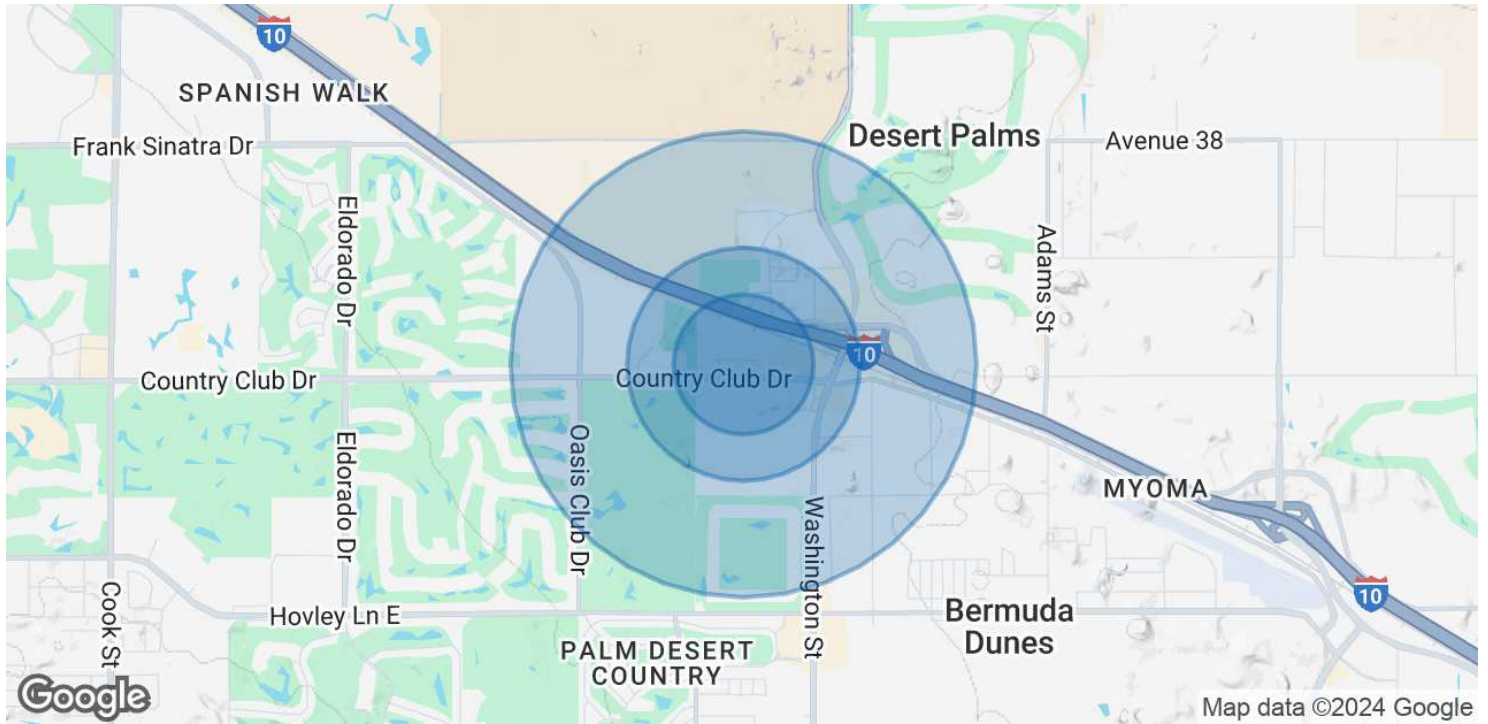 10
SPANISH WALK
Frank Sinatra Dr
Desert Palms
Avenue 38
Eldorado Dr
Adams St
10
Country Club Dr
Country Club Dr
Eldorado Dr
Oasis Club Dr
Washington St
MYOMA
Cook St
10
Hovley Ln E
Bermuda
Dunes
PALM DESERT
COUNTRY
Google
Map data ©2024 Google